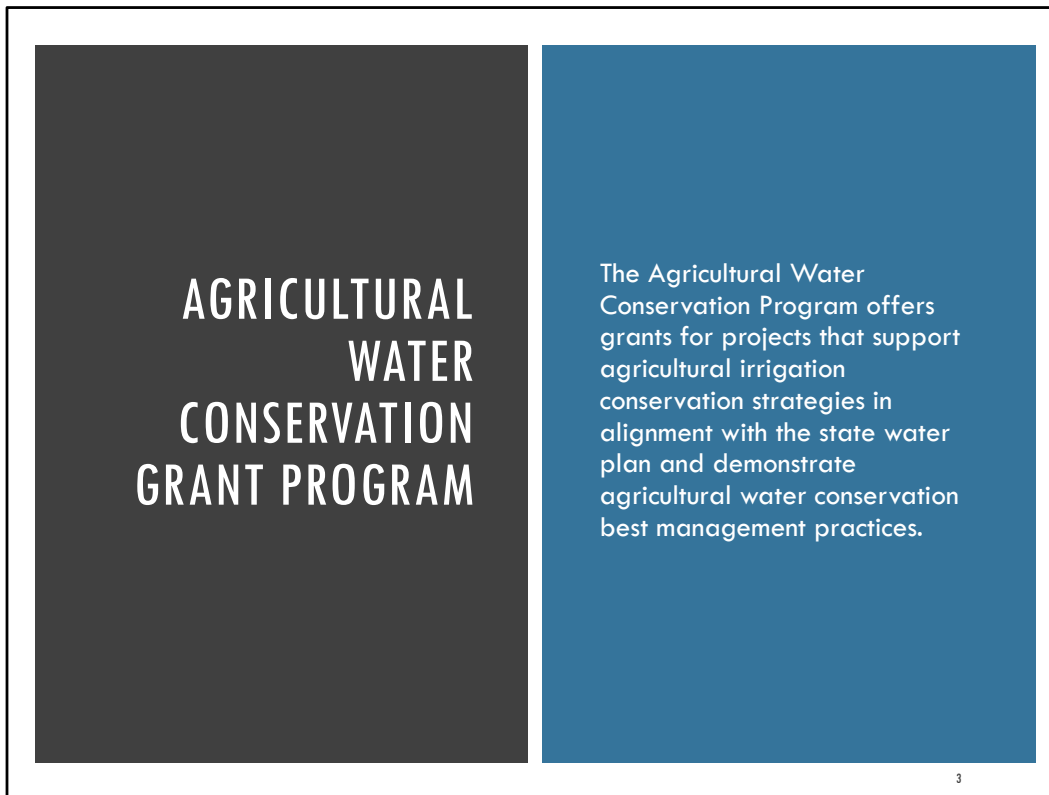 AGRICULTURAL
WATER
CONSERVATION
GRANT PROGRAM
The Agricultural Water
Conservation Program offers
grants for projects that support
agricultural irrigation
conservation strategies in
alignment with the state water
plan and demonstrate
agricultural water conservation
best management practices.
3